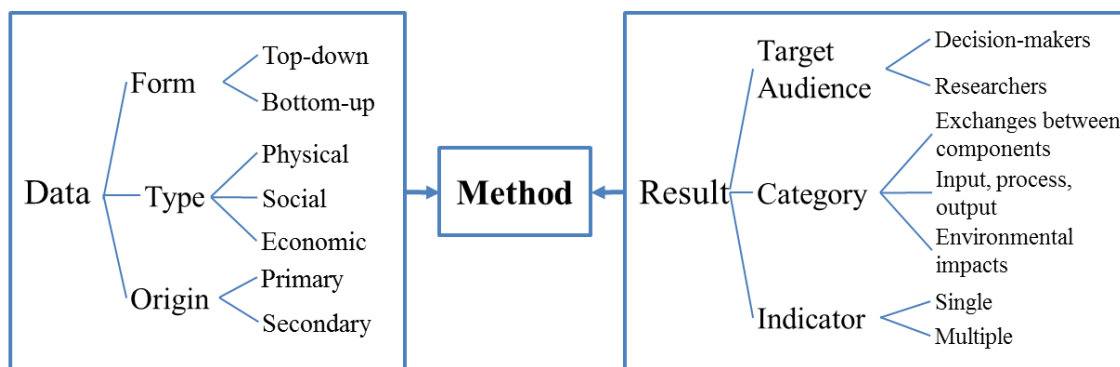 Data
Form
Top-down
Bottom-up
Type
Physical
Social
Economic
Origin
Primary
Secondary
Method
Result
Target
Audience
Decision-makers
Researchers
Category
Exchanges between
components
Input, process,
output
Environmental
impacts
Indicator
Single
Multiple